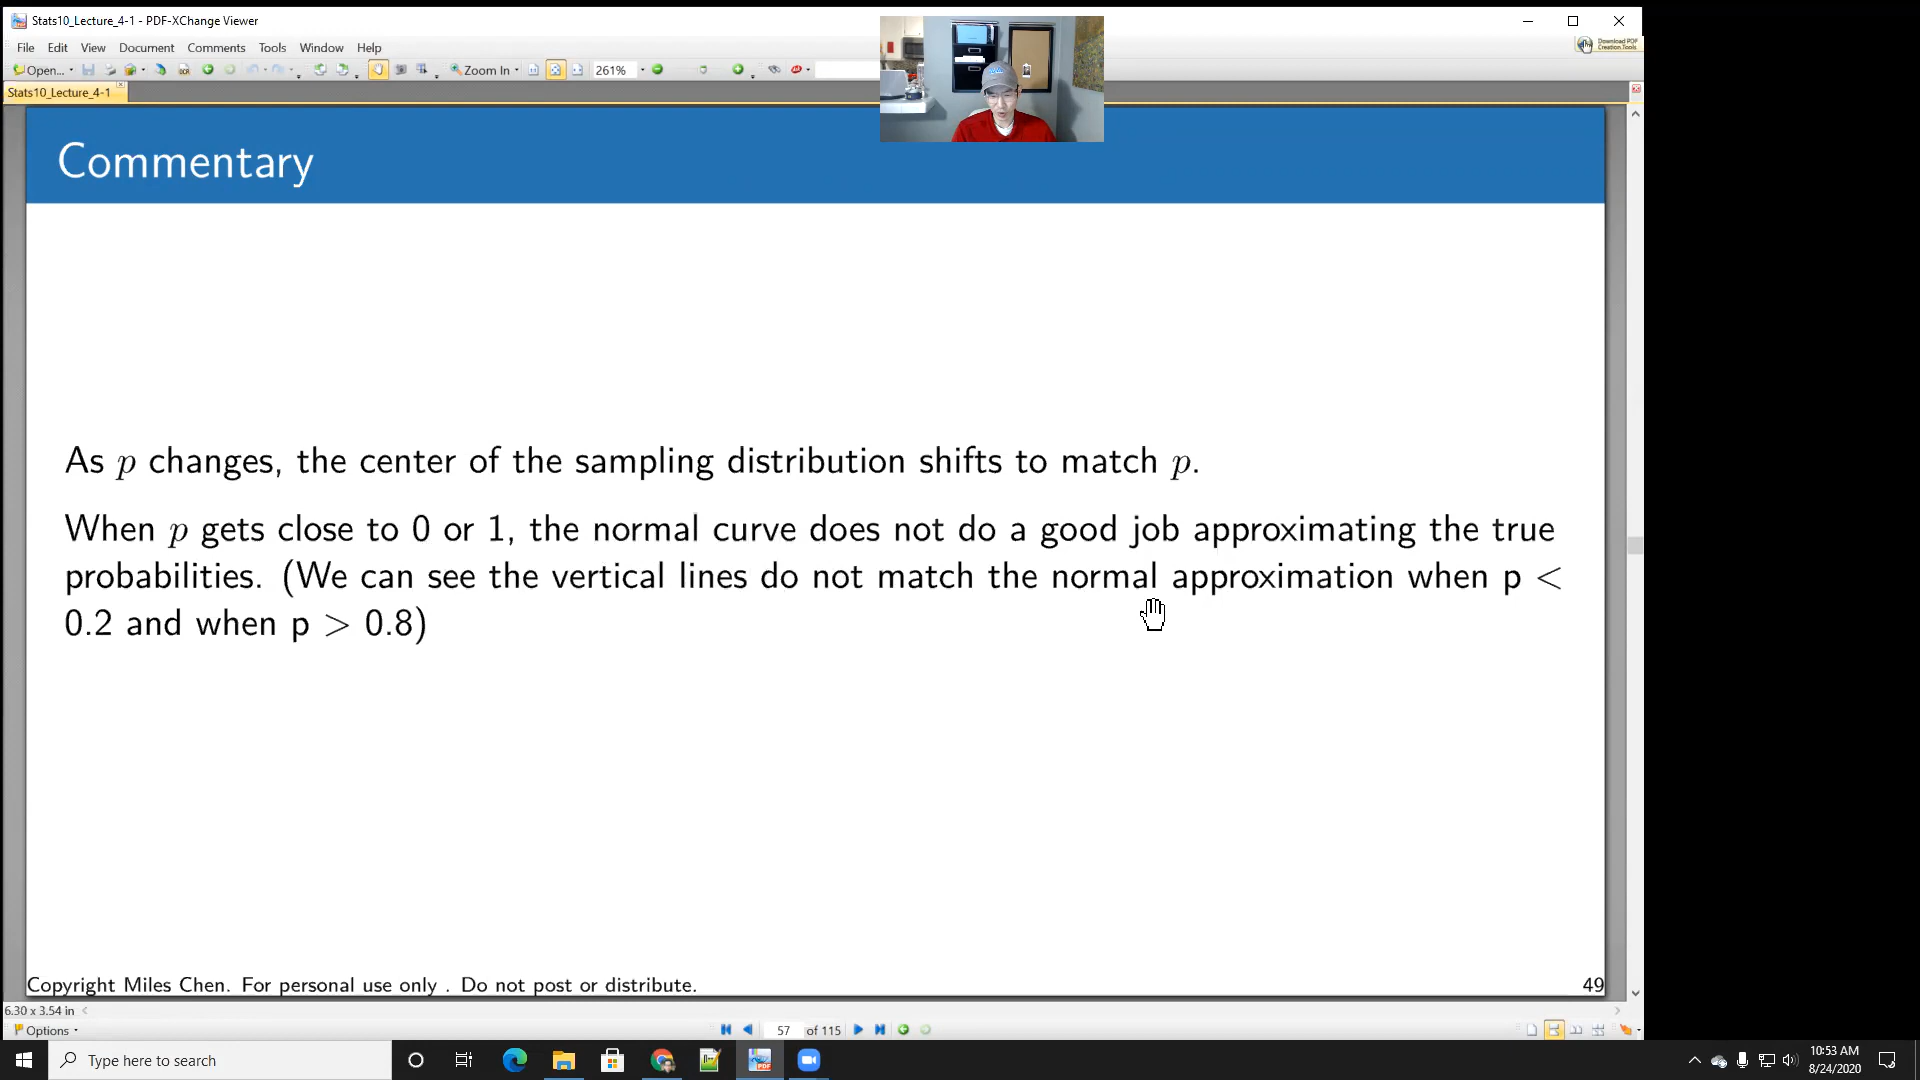 Stats10_Lecture_4-1 - PDF-XChange Viewer
File Edit View Document Comments Tools Window Help
Download PDF
Creation Tools
Open... Zoom In 261%
Stats10_Lecture_4-1
Commentary
As p changes, the center of the sampling distribution shifts to match p.
When p gets close to 0 or 1, the normal curve does not do a good job approximating the true
probabilities. (We can see the vertical lines do not match the normal approximation when p <
0.2 and when p > 0.8)
Copyright Miles Chen. For personal use only . Do not post or distribute.
49
6.30 x 3.54 in
Options
57 of 115
Type here to search
10:53 AM
8/24/2020